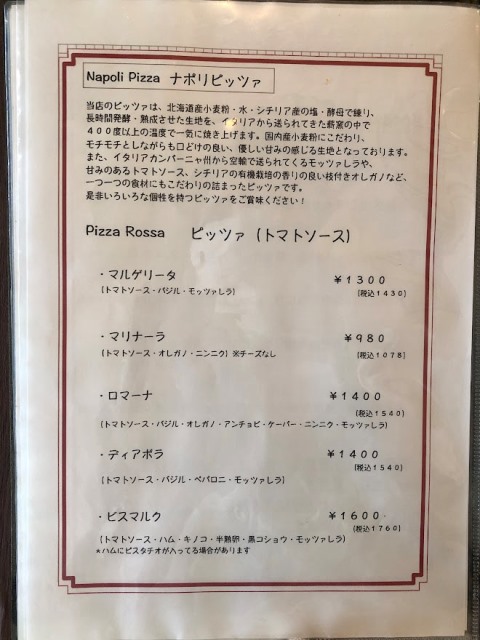 Napoli Pizza ナポリピッツァ
当店のピッツァは、北海道産小麦粉・水・シチリア産の塩・酵母で練り、
長時間発酵・熟成させた生地を、イタリアから送られてきた薪窯の中で
400度以上の温度で一気に焼き上げます。国内産小麦粉にこだわり、
モチモチとしながらも口どけの良い、優しい甘みの感じる生地となっております。
また、イタリアカンパーニャ州から空輸で送られてくるモッツァレラや、
甘みのあるトマトソース、シチリアの有機栽培の香りの良い枝付きオレガノなど、
一つ一つの食材にもこだわりの詰まったピッツァです。
是非いろいろな個性を持つピッツァをご賞味ください！
Pizza Rossa ピッツァ（トマトソース）
・マルゲリータ ￥1300
（トマトソース・バジル・モッツァレラ） （税込1430）
・マリナーラ ￥980
（トマトソース・オレガノ・ニンニク）※チーズなし （税込1078）
・ロマーナ ￥1400
（税込1540）
（トマトソース・バジル・オレガノ・アンチョビ・ケーパー・ニンニク・モッツァレラ）
・ディアボラ ￥1400
（税込1540）
（トマトソース・バジル・ペパロニ・モッツァレラ）
・ビスマルク ￥1600
（税込1760）
（トマトソース・ハム・キノコ・半熟卵・黒コショウ・モッツァレラ）
＊ハムにピスタチオが入ってる場合があります